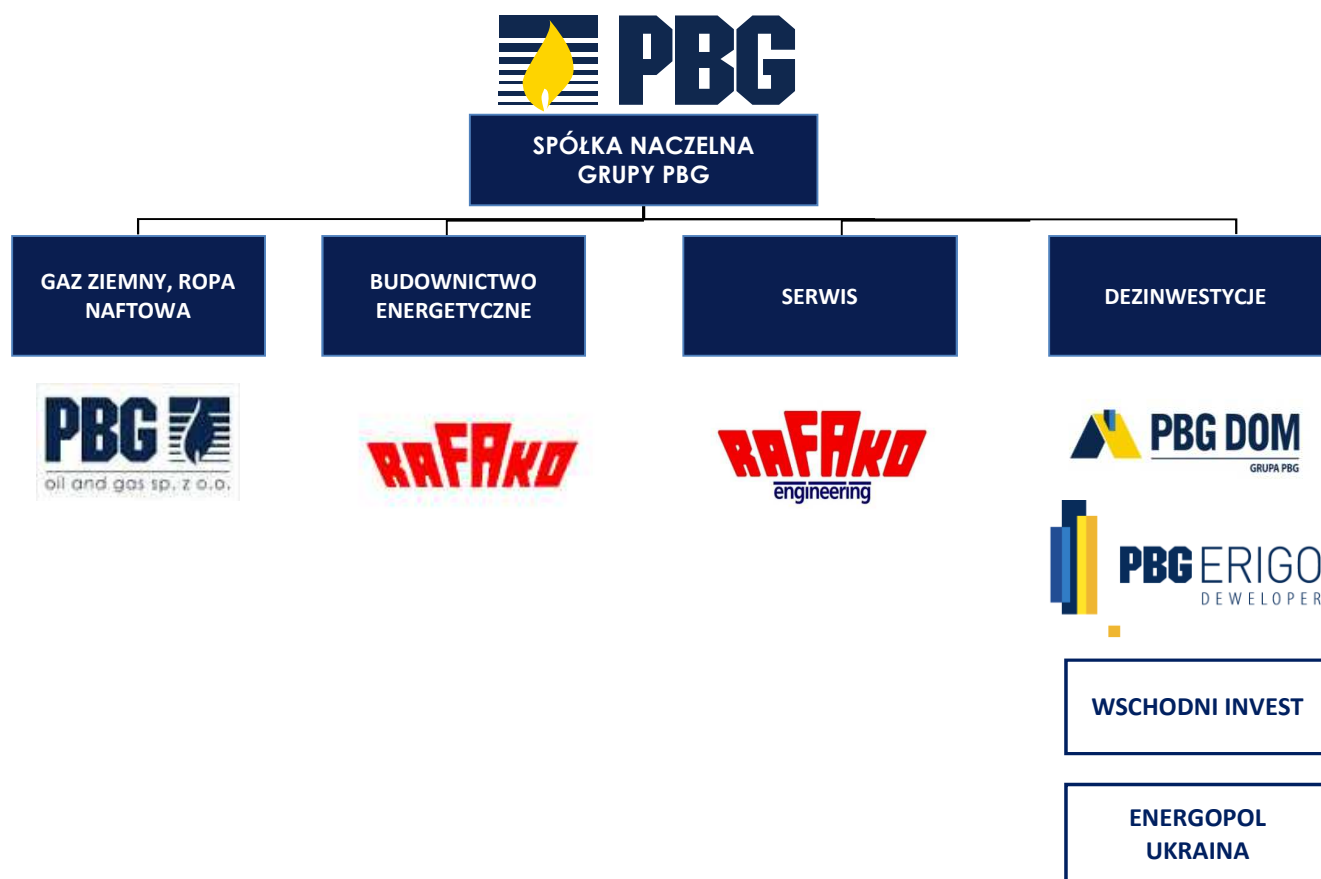 PBG
SPÓŁKA NACZELNA
GRUPY PBG
GAZ ZIEMNY, ROPA
NAFTOWA
BUDOWNICTWO
ENERGETYCZNE
SERWIS
DEZINWESTYCJE
PBG
oil and gas sp. z o.o.
RAFAKO
RAFAKO
engineering
PBG DOM
GRUPA PBG
PBG ERIGO
DEWELOPER
WSCHODNI INVEST
ENERGOPOL
UKRAINA